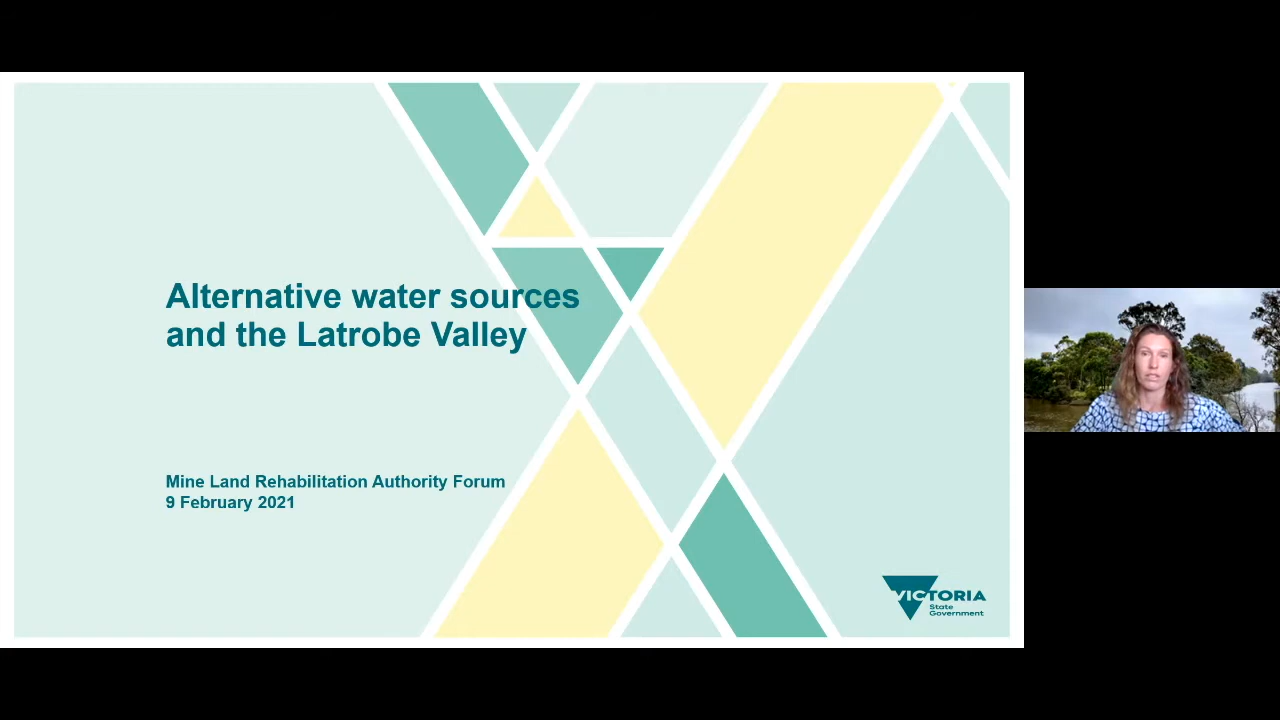 Alternative water sources
and the Latrobe Valley
Mine Land Rehabilitation Authority Forum
9 February 2021
VICTORIA
State
Government